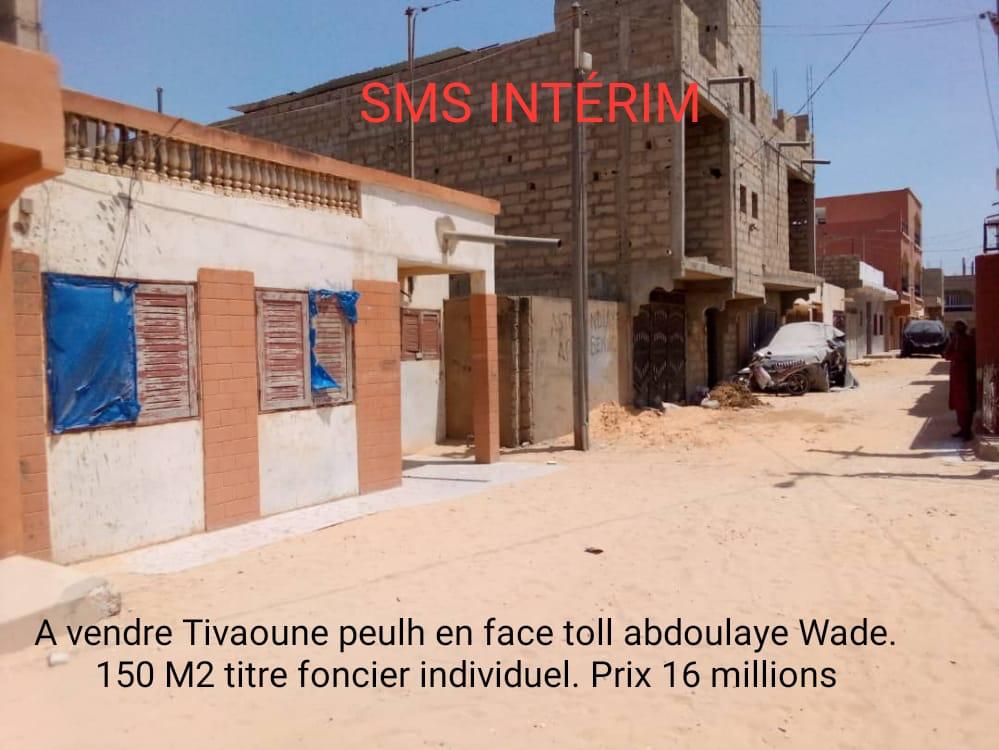 SMS INTÉRIM
A vendre Tivaoune peulh en face toll abdoulaye Wade.
150 M2 titre foncier individuel. Prix 16 millions